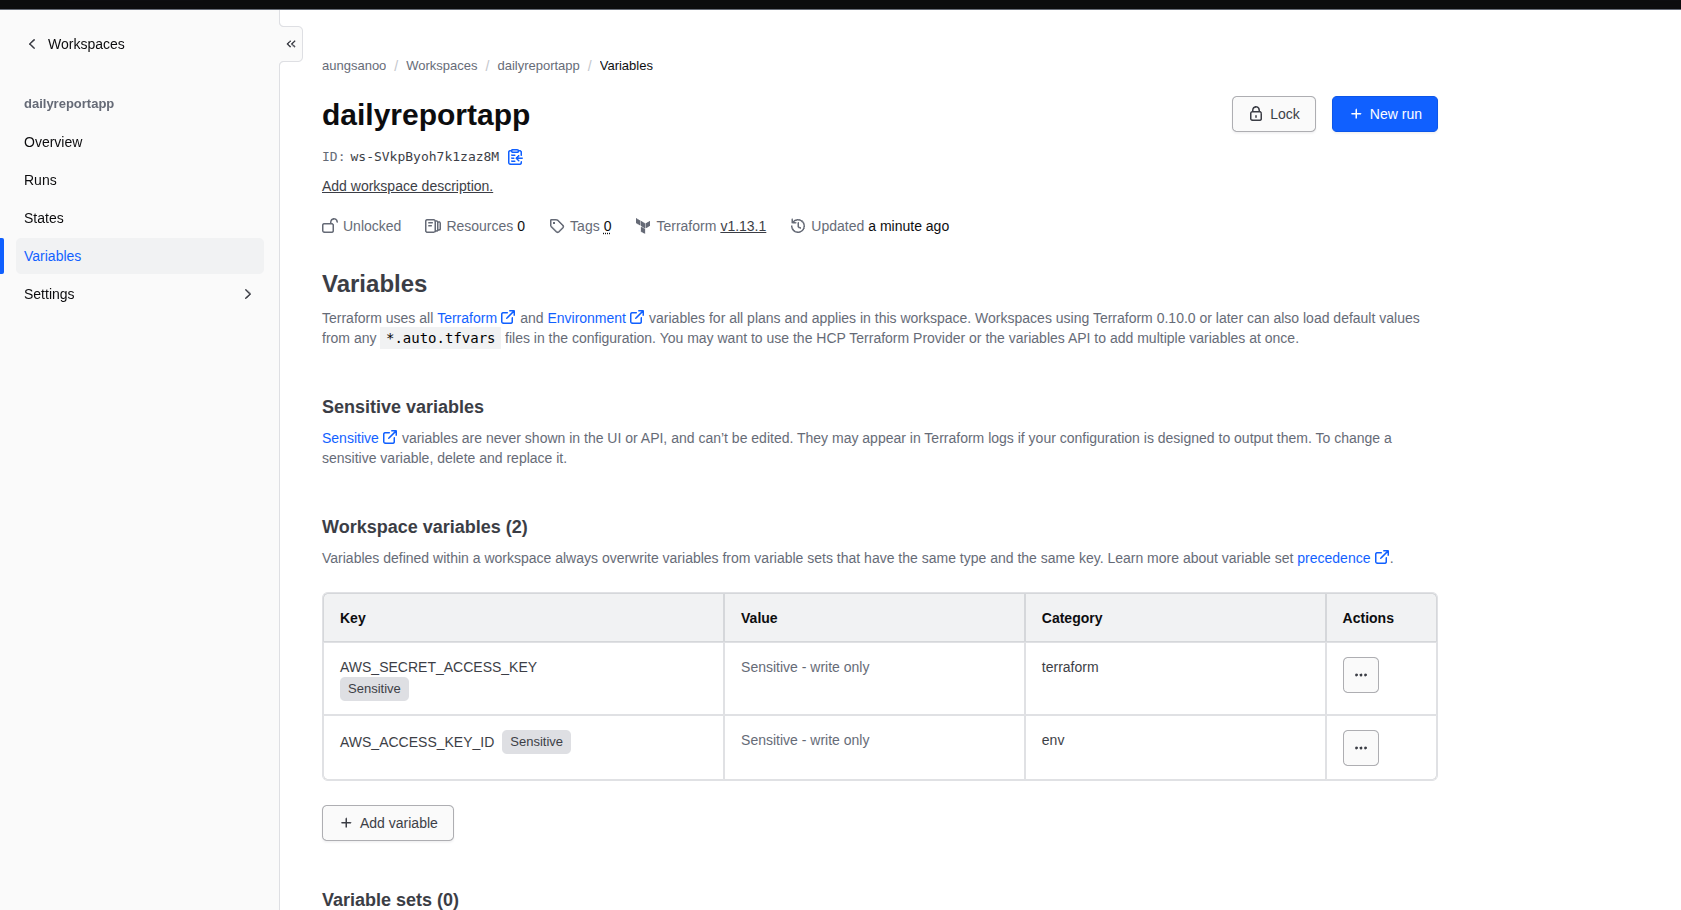 Workspaces
dailyreportapp
Overview
Runs
States
Variables
Settings
aungsanoo / Workspaces / dailyreportapp / Variables
dailyreportapp
Lock
New run
ID: ws-SVkpByoh7k1zaz8M
Add workspace description.
Unlocked Resources 0 Tags 0 Terraform v1.13.1 Updated a minute ago
Variables
Terraform uses all Terraform and Environment variables for all plans and applies in this workspace. Workspaces using Terraform 0.10.0 or later can also load default values
from any *.auto.tfvars files in the configuration. You may want to use the HCP Terraform Provider or the variables API to add multiple variables at once.
Sensitive variables
Sensitive variables are never shown in the UI or API, and can’t be edited. They may appear in Terraform logs if your configuration is designed to output them. To change a
sensitive variable, delete and replace it.
Workspace variables (2)
Variables defined within a workspace always overwrite variables from variable sets that have the same type and the same key. Learn more about variable set precedence .
Key Value Category Actions
AWS_SECRET_ACCESS_KEY Sensitive - write only terraform
Sensitive
AWS_ACCESS_KEY_ID Sensitive Sensitive - write only env
Add variable
Variable sets (0)